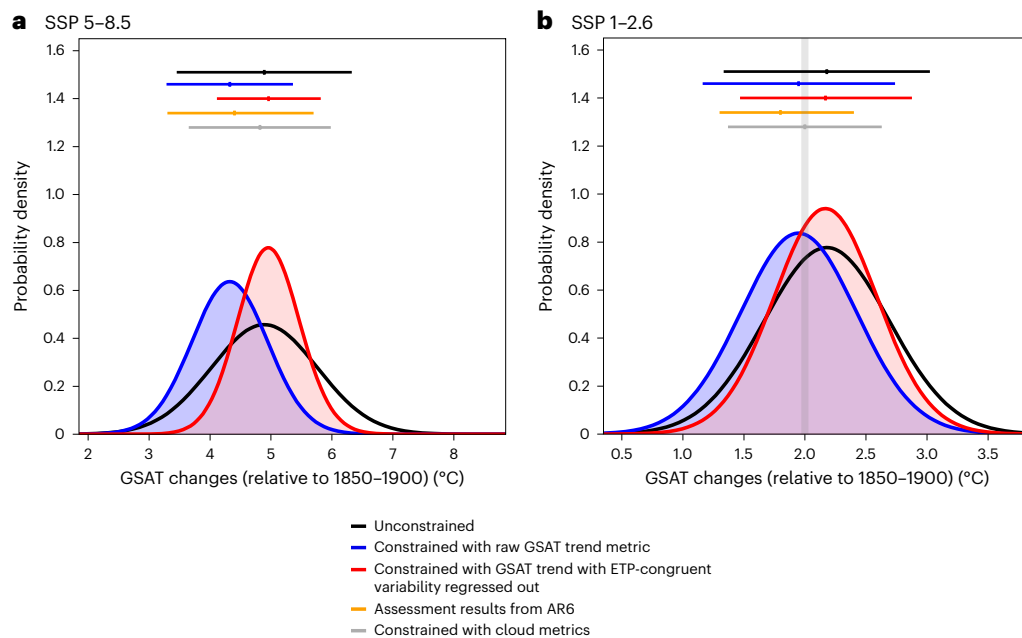 a SSP 5–8.5
1.6
1.4
1.2
1.0
0.8
0.6
0.4
0.2
0
2 3 4 5 6 7 8
GSAT changes (relative to 1850–1900) (°C)
Probability density
b SSP 1–2.6
1.6
1.4
1.2
1.0
0.8
0.6
0.4
0.2
0
0.5 1.0 1.5 2.0 2.5 3.0 3.5
GSAT changes (relative to 1850–1900) (°C)
Probability density
Unconstrained
Constrained with raw GSAT trend metric
Constrained with GSAT trend with ETP-congruent
variability regressed out
Assessment results from AR6
Constrained with cloud metrics